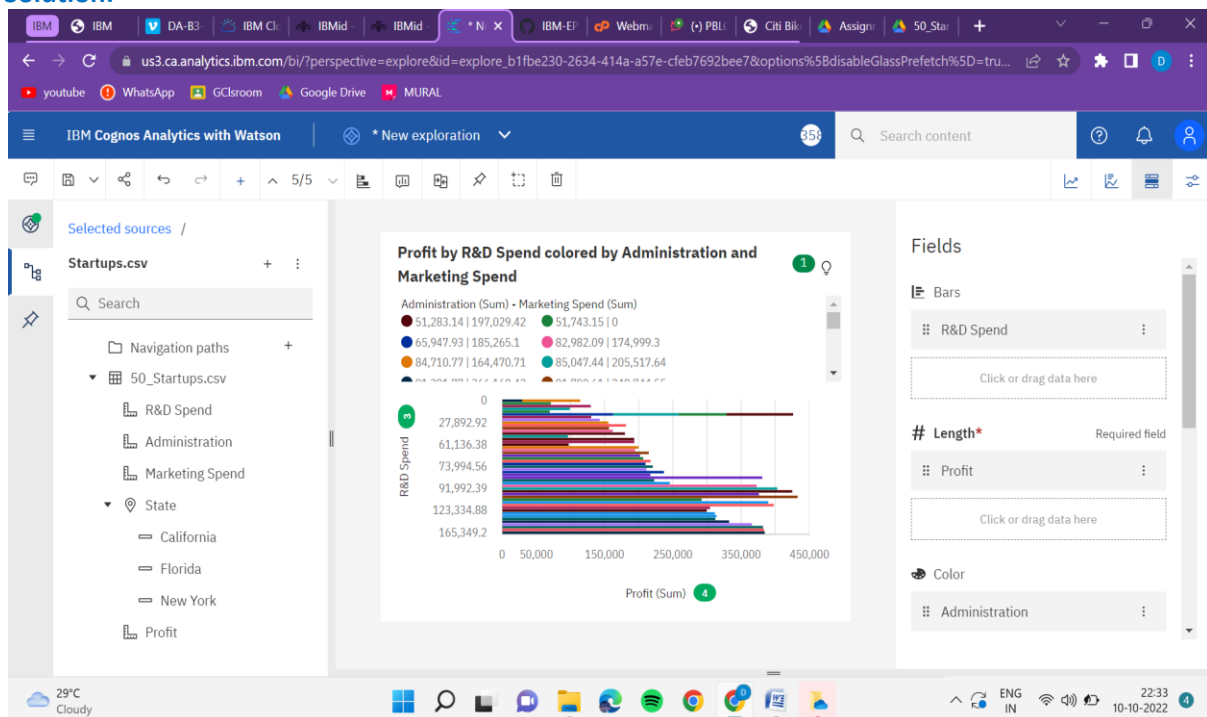 Solution:
IBM
IBM
DA-B3-
IBM Clo
IBMid -
IBMid -
* Ne
IBM-EP
Webma
(•) PBLC
Citi Bik
Assignr
50_Star
us3.ca.analytics.ibm.com/bi/?perspective=explore&id=explore_b1fbe230-2634-414a-a57e-cfeb7692bee7&options%5BdisableGlassPrefetch%5D=tru...
D
youtube
WhatsApp
GClsroom
Google Drive
MURAL
IBM Cognos Analytics with Watson
* New exploration
358
Search content
5/5
Selected sources /
Startups.csv
Search
Navigation paths
50_Startups.csv
R&D Spend
Administration
Marketing Spend
State
California
Florida
New York
Profit
Profit by R&D Spend colored by Administration and
Marketing Spend
1
Administration (Sum) - Marketing Spend (Sum)
51,283.14 | 197,029.42
51,743.15 | 0
65,947.93 | 185,265.1
82,982.09 | 174,999.3
84,710.77 | 164,470.71
85,047.44 | 205,517.64
3
R&D Spend
0
27,892.92
61,136.38
73,994.56
91,992.39
123,334.88
165,349.2
0 50,000 150,000 250,000 350,000 450,000
Profit (Sum) 4
Fields
Bars
R&D Spend
Click or drag data here
# Length* Required field
Profit
Click or drag data here
Color
Administration
29°C
Cloudy
ENG
IN
22:33
10-10-2022
4